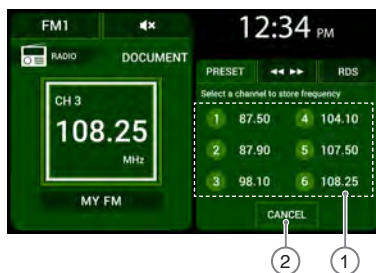 FM1
12:34 PM
RADIO
DOCUMENT
PRESET
RDS
Select a channel to store frequency
CH 3
108.25
MHz
1 87.50 4 104.10
2 87.90 5 107.50
3 98.10 6 108.25
MY FM
CANCEL
2 1